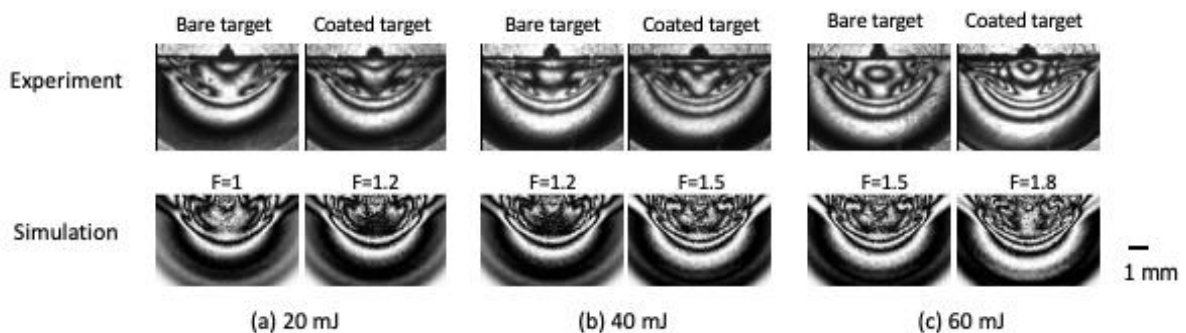 Bare target Coated target Bare target Coated target Bare target Coated target
Experiment
F=1 F=1.2 F=1.2 F=1.5 F=1.5 F=1.8
Simulation
1 mm
(a) 20 mJ (b) 40 mJ (c) 60 mJ